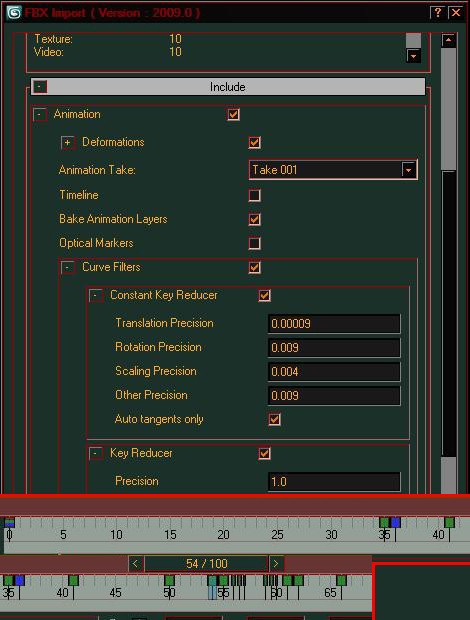 FBX Import ( Version : 2009.0 )
Texture: 10
Video: 10
Include
Animation
Deformations
Animation Take: Take 001
Timeline
Bake Animation Layers
Optical Markers
Curve Filters
Constant Key Reducer
Translation Precision 0.00009
Rotation Precision 0.009
Scaling Precision 0.004
Other Precision 0.009
Auto tangents only
Key Reducer
Precision 1.0
0 5 10 15 20 25 30 35 40
< 54 / 100 >
35 40 45 50 55 60 65